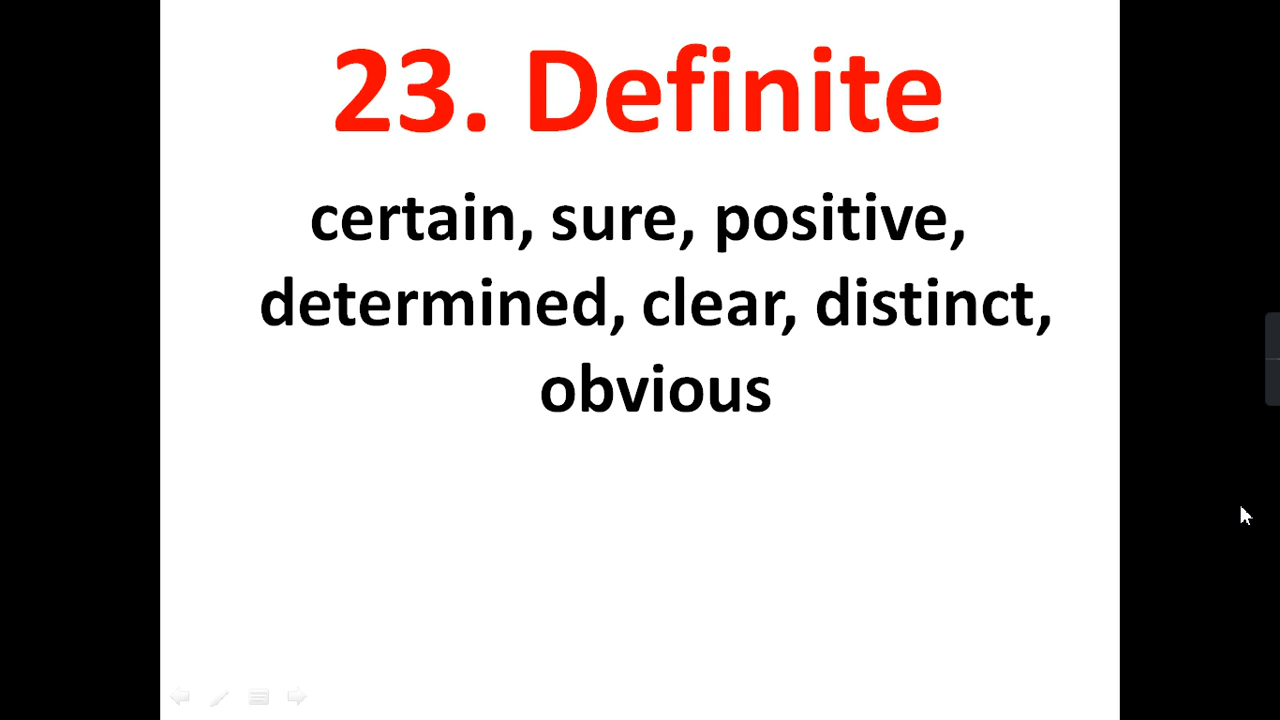 23. Definite
certain, sure, positive,
determined, clear, distinct,
obvious